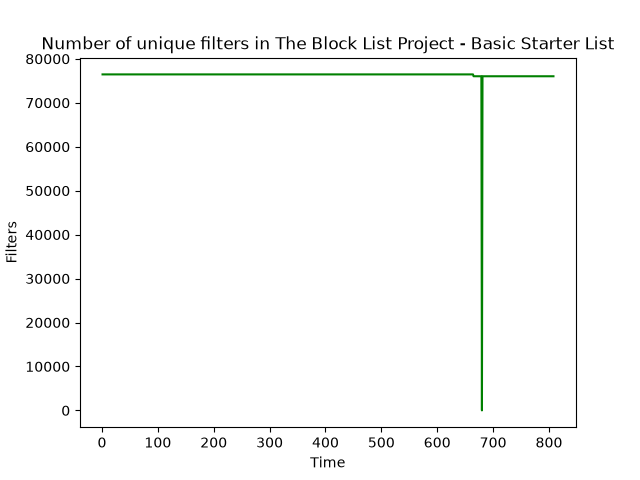 Number of unique filters in The Block List Project - Basic Starter List
80000
70000
60000
50000
40000
30000
20000
10000
0
Filters
0 100 200 300 400 500 600 700 800
Time